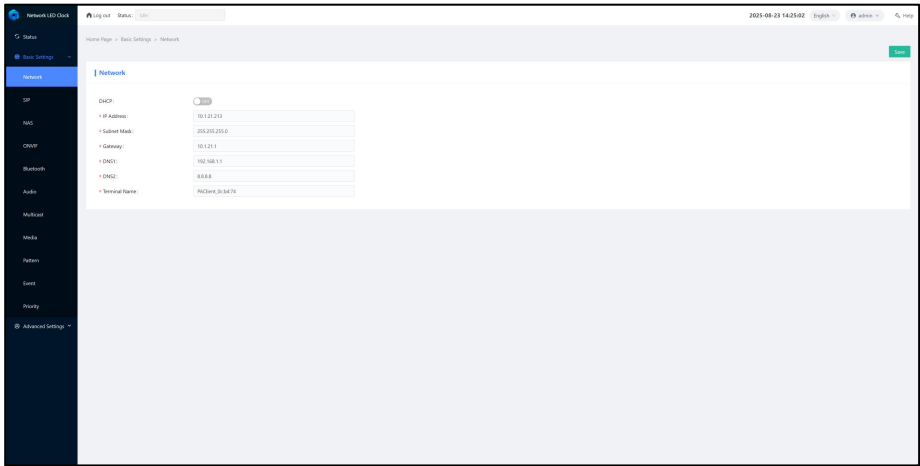 Network LED Clock
Log out Status: Idle
2025-08-23 14:25:02 English admin Help
Status
Basic Settings
Network
SIP
NAS
ONVIF
Bluetooth
Audio
Multicast
Media
Pattern
Event
Priority
Advanced Settings
Home Page > Basic Settings > Network
Save
Network
DHCP:
* IP Address: 10.1.21.213
* Subnet Mask: 255.255.255.0
* Gateway: 10.1.21.1
* DNS1: 192.168.1.1
* DNS2: 8.8.8.8
* Terminal Name: